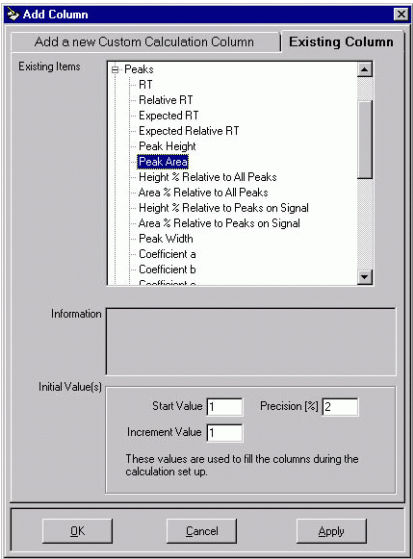 Add Column
Add a new Custom Calculation Column
Existing Column
Existing Items
Peaks
RT
Relative RT
Expected RT
Expected Relative RT
Peak Height
Peak Area
Height % Relative to All Peaks
Area % Relative to All Peaks
Height % Relative to Peaks on Signal
Area % Relative to Peaks on Signal
Peak Width
Coefficient a
Coefficient b
Coefficient c
Information
Initial Value(s)
Start Value 1 Precision [%] 2
Increment Value 1
These values are used to fill the columns during the
calculation set up.
OK Cancel Apply